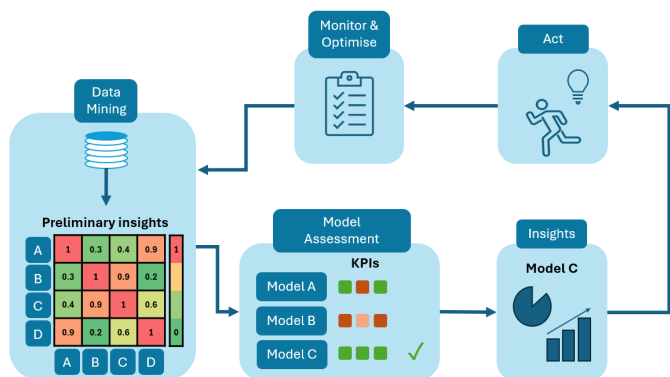 Monitor &
Optimise
Act
Data
Mining
Preliminary insights
A 1 0.3 0.4 0.9 1
B 0.3 1 0.9 0.2
C 0.4 0.9 1 0.6
D 0.9 0.2 0.6 1 0
A B C D
Model
Assessment
KPIs
Model A
Model B
Model C
Insights
Model C